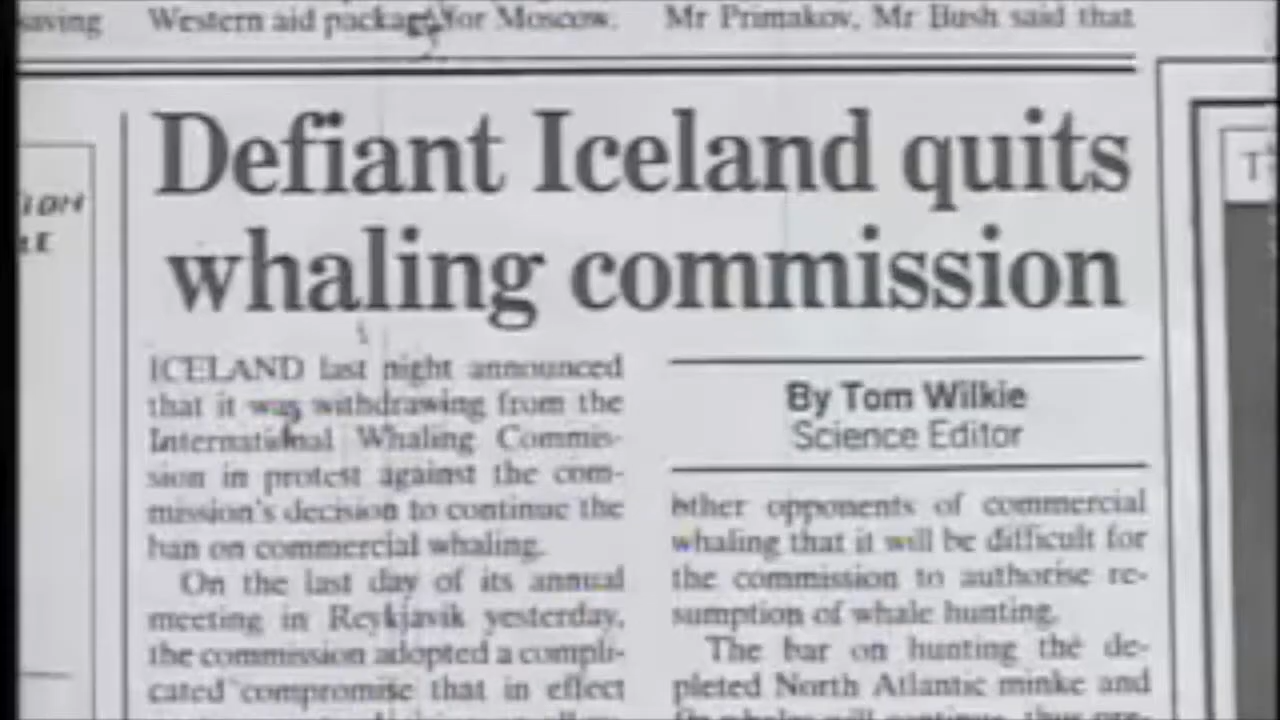 saving Western aid package for Moscow. Mr Primakov, Mr Bush said that
Defiant Iceland quits
whaling commission
ICELAND last night announced
that it was withdrawing from the
International Whaling Commis-
sion in protest against the com-
mission's decision to continue the
ban on commercial whaling.
On the last day of its annual
meeting in Reykjavik yesterday,
the commission adopted a compli-
cated compromise that in effect
By Tom Wilkie
Science Editor
other opponents of commercial
whaling that it will be difficult for
the commission to authorise re-
sumption of whale hunting.
The bar on hunting the de-
pleted North Atlantic minke and